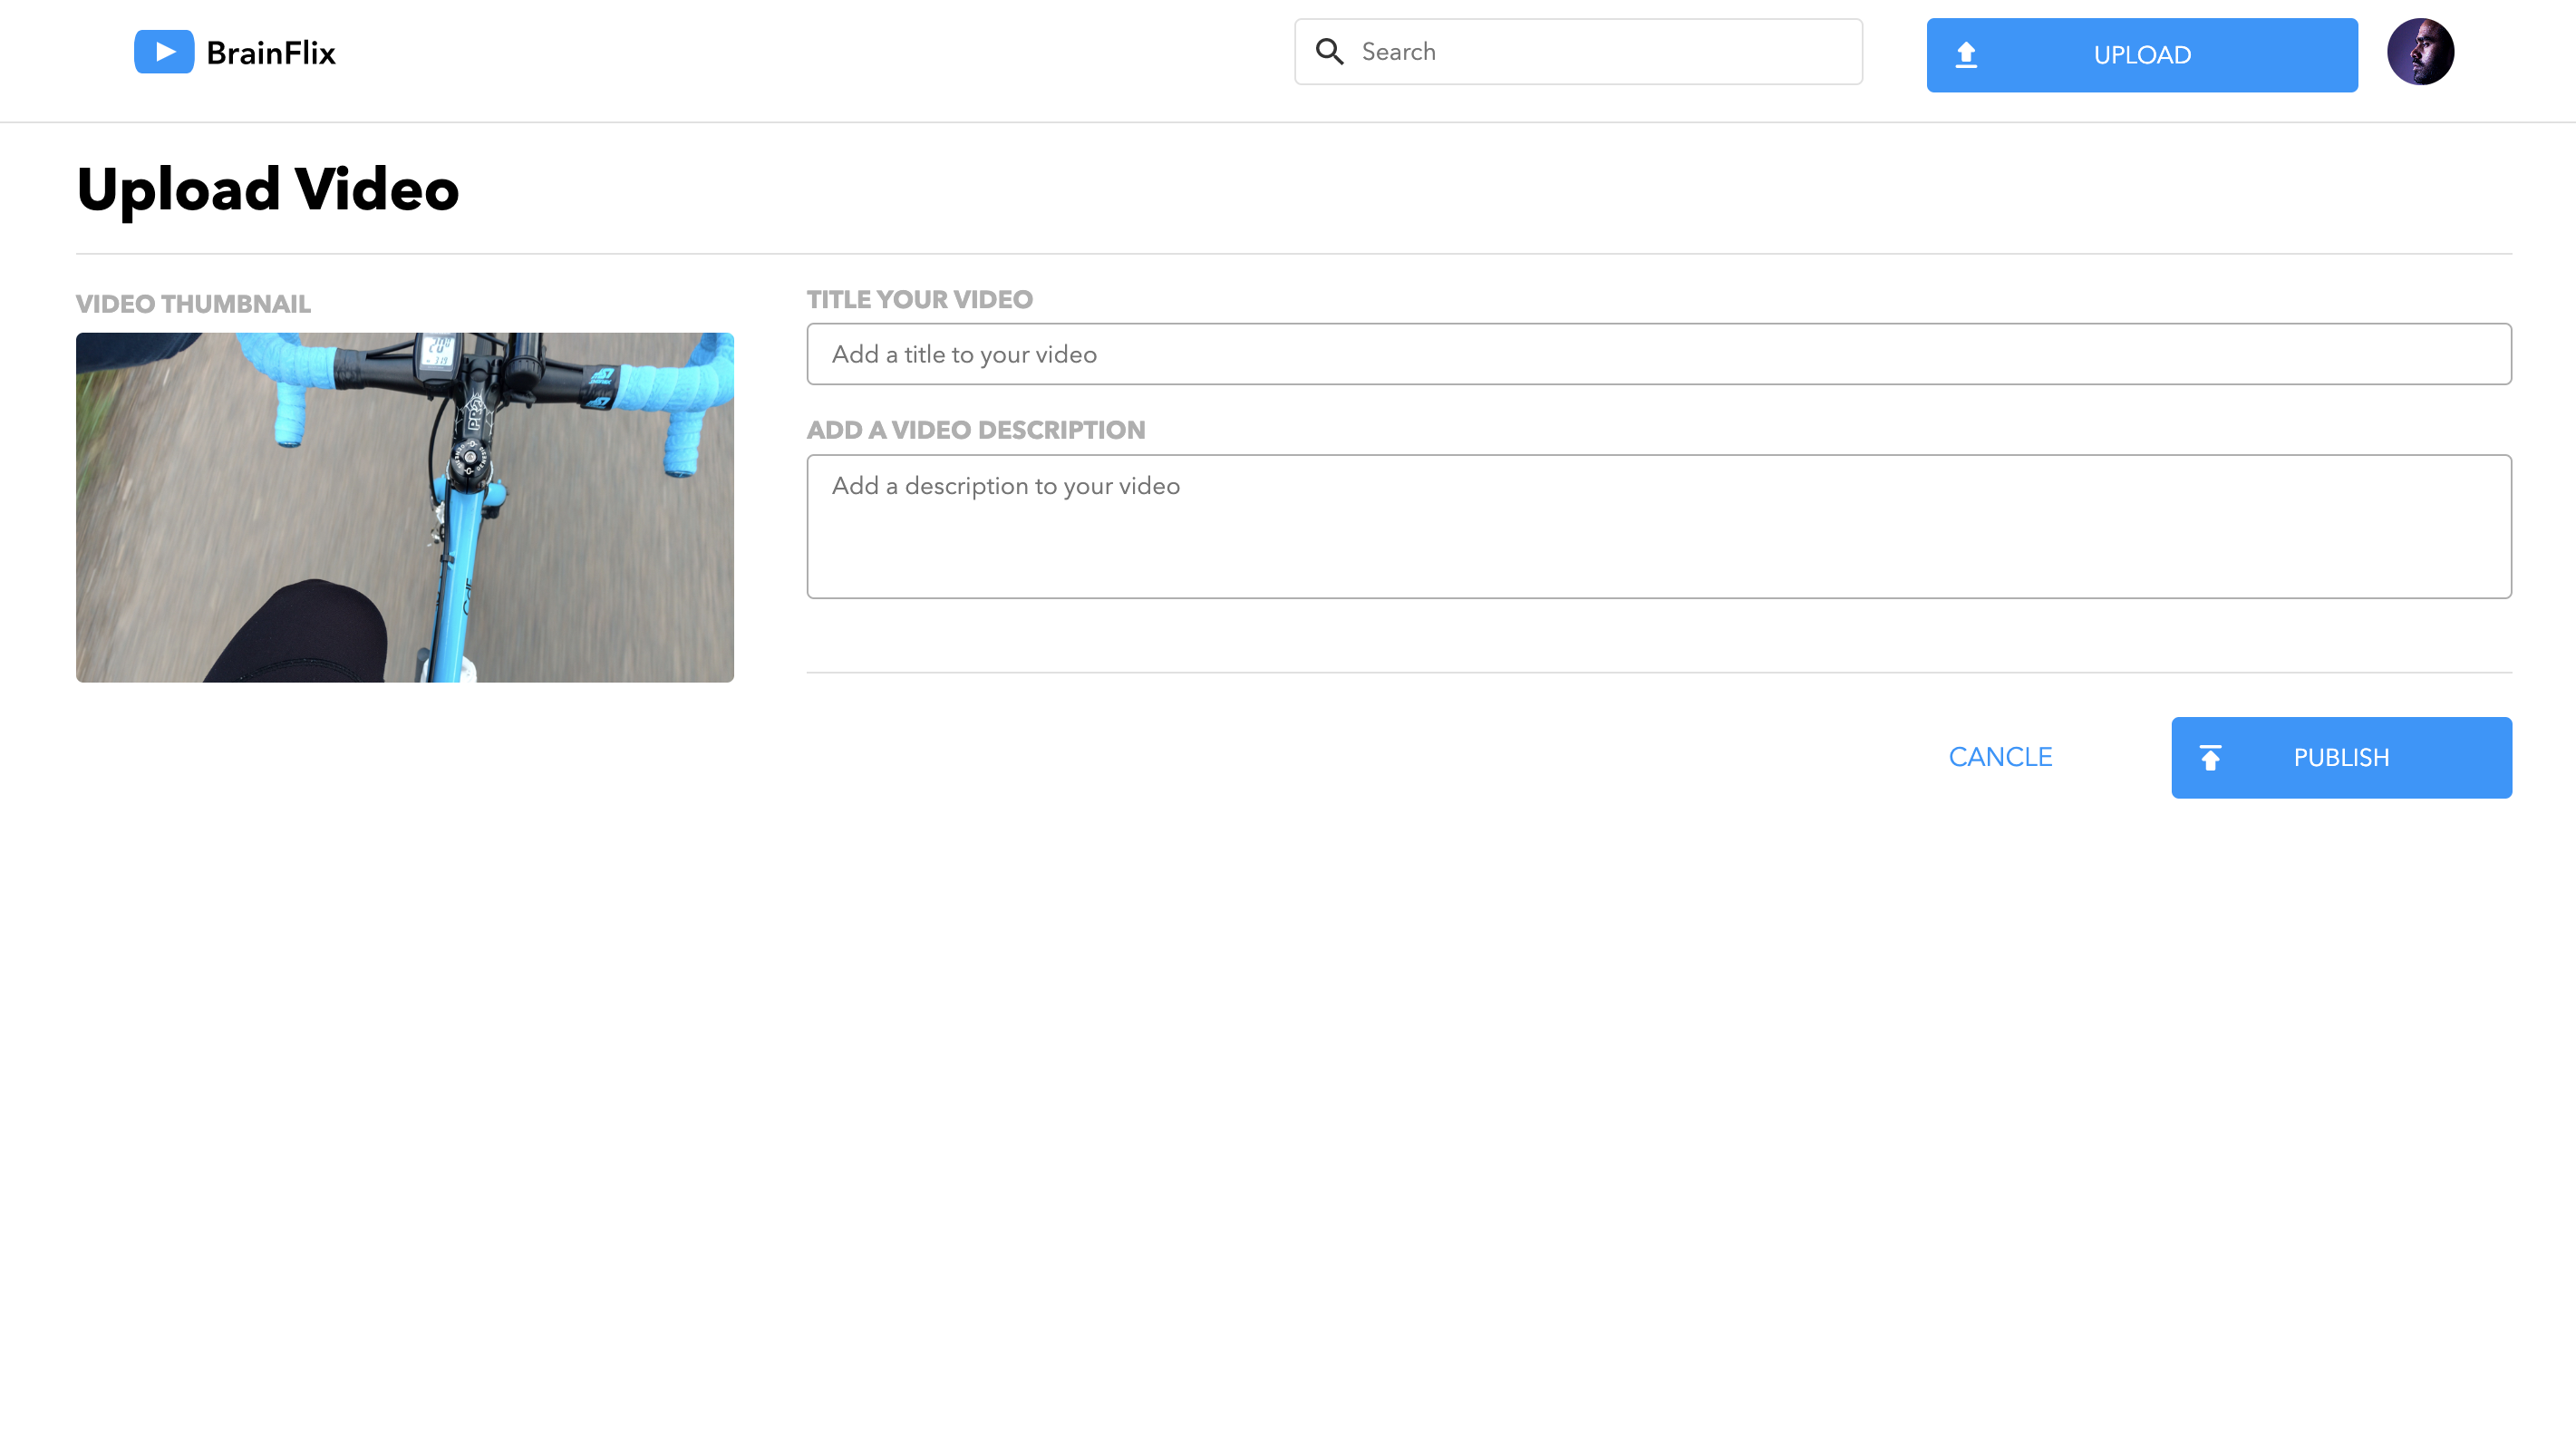 BrainFlix
Search
UPLOAD
Upload Video
VIDEO THUMBNAIL
PRO
TITLE YOUR VIDEO
Add a title to your video
ADD A VIDEO DESCRIPTION
Add a description to your video
CANCLE
PUBLISH